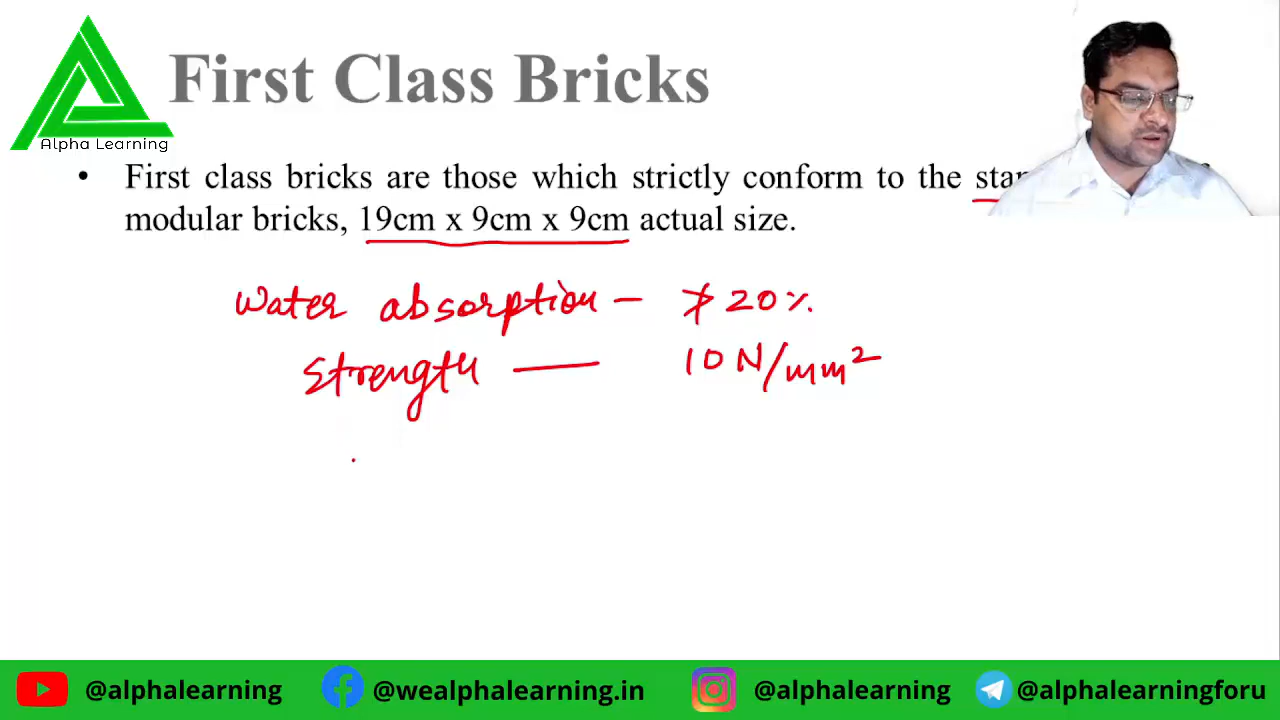 First Class Bricks
Alpha Learning
• First class bricks are those which strictly conform to the
modular bricks, 19cm x 9cm x 9cm actual size.
Water absorption – ≯ 20%
Strength — 10 N/mm²
@alphalearning
@wealphalearning.in
@alphalearning
@alphalearningforu